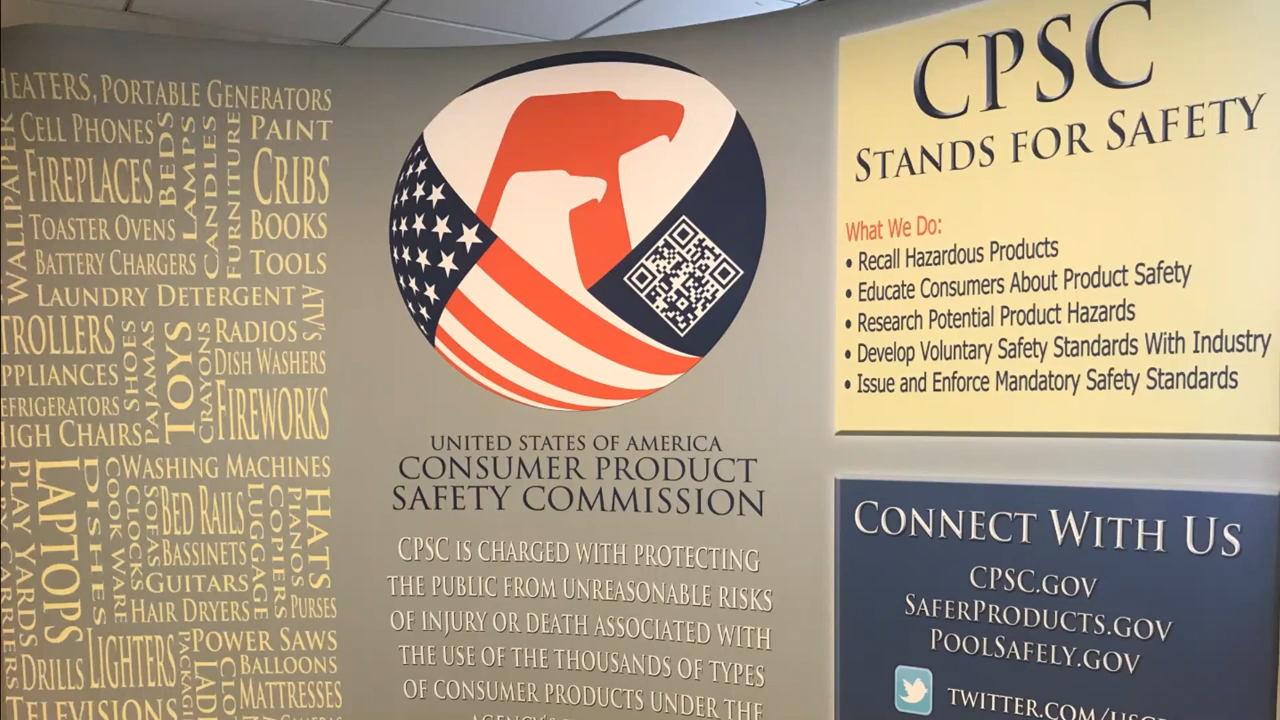 HEATERS, PORTABLE GENERATORS
WALLPAPER
CELL PHONES
BEDS
LAMPS
CANDLES
FURNITURE
PAINT
FIREPLACES
CRIBS
TOASTER OVENS
BOOKS
BATTERY CHARGERS
TOOLS
LAUNDRY DETERGENT
ATV'S
TROLLERS
SHOES
PAJAMAS
TOYS
CRAYONS
RADIOS
PPLIANCES
DISH WASHERS
EFRIGERATORS
FIREWORKS
HIGH CHAIRS
WASHING MACHINES
PLAY YARDS
LAPTOPS
DISHES
COOK WARE
CLOCKS
SOFAS
BED RAILS
LUGGAGE
COPIERS
PIANOS
HATS
BASSINETS
GUITARS
HAIR DRYERS
PURSES
CARRIERS
LIGHTERS
POWER SAWS
DRILLS
BALLOONS
MATTRESSES
TELEVISIONS
UNITED STATES OF AMERICA
CONSUMER PRODUCT
SAFETY COMMISSION
CPSC IS CHARGED WITH PROTECTING
THE PUBLIC FROM UNREASONABLE RISKS
OF INJURY OR DEATH ASSOCIATED WITH
THE USE OF THE THOUSANDS OF TYPES
OF CONSUMER PRODUCTS UNDER THE
AGENCY'S
CPSC
STANDS FOR SAFETY
What We Do:
• Recall Hazardous Products
• Educate Consumers About Product Safety
• Research Potential Product Hazards
• Develop Voluntary Safety Standards With Industry
• Issue and Enforce Mandatory Safety Standards
CONNECT WITH US
CPSC.GOV
SAFERPRODUCTS.GOV
POOLSAFELY.GOV
TWITTER.COM/USCP